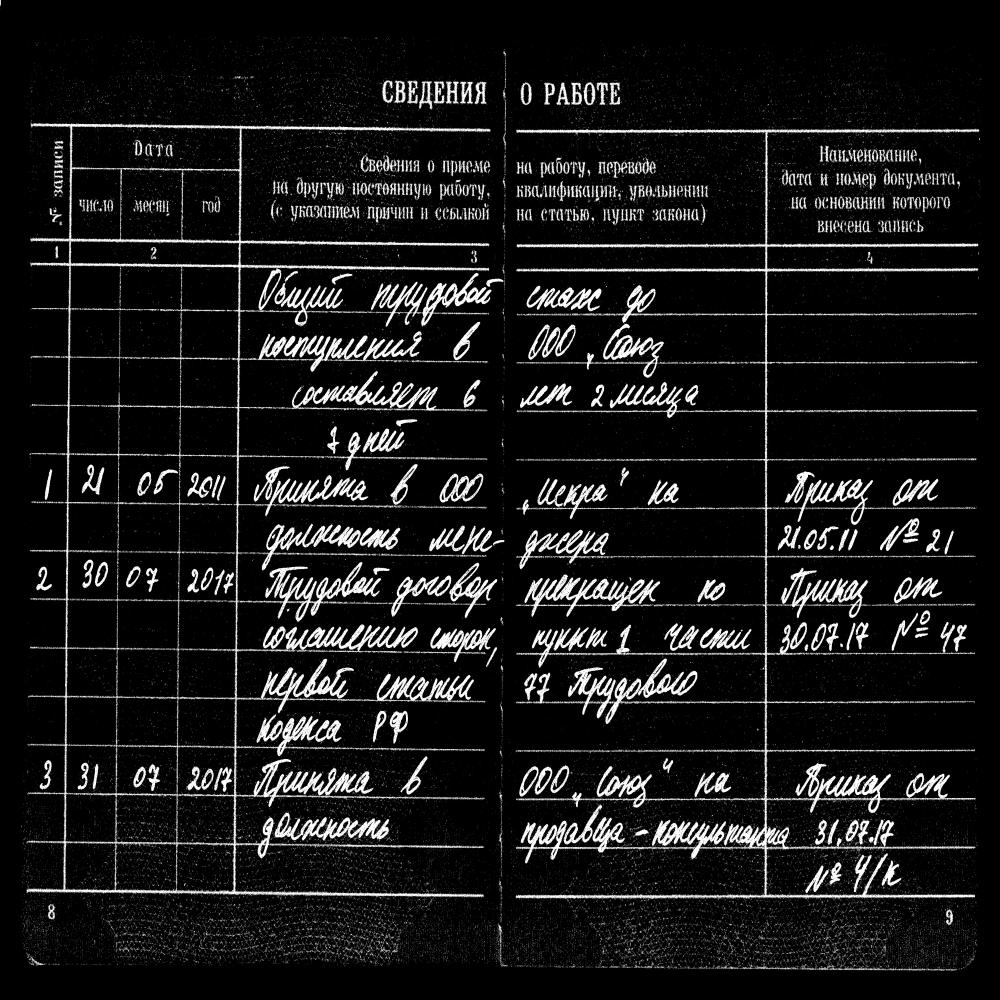 СВЕДЕНИЯ О РАБОТЕ
№ записи
Дата
число месяц год
Сведения о приеме на работу, переводе
на другую постоянную работу, квалификации, увольнении
(с указанием причин и ссылкой на статью, пункт закона)
Наименование,
дата и номер документа,
на основании которого
внесена запись
1 2 3 4
Общий трудовой стаж до
поступления в ООО „Союз
составляет 6 лет 2 месяца
7 дней
1 21 05 2011 Принята в ООО „Искра" на Приказ от
должность мене- джера 21.05.11 № 21
2 30 07 2017 Трудовой договор прекращен по Приказ от
соглашению сторон, пункт 1 части 30.07.17 № 47
первой статьи 77 Трудового
кодекса РФ
3 31 07 2017 Принята в ООО „Союз" на Приказ от
должность продавца - консультанта 31.07.17
№ 4/к
8 9